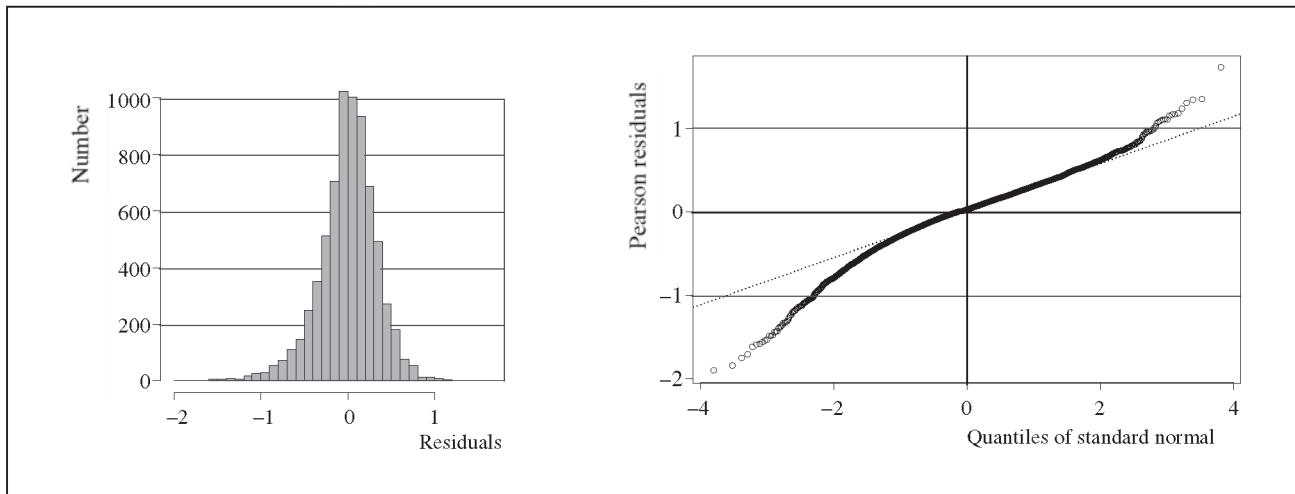 Number
1000
800
600
400
200
0
−2 −1 0 1
Residuals
Pearson residuals
1
0
−1
−2
−4 −2 0 2 4
Quantiles of standard normal